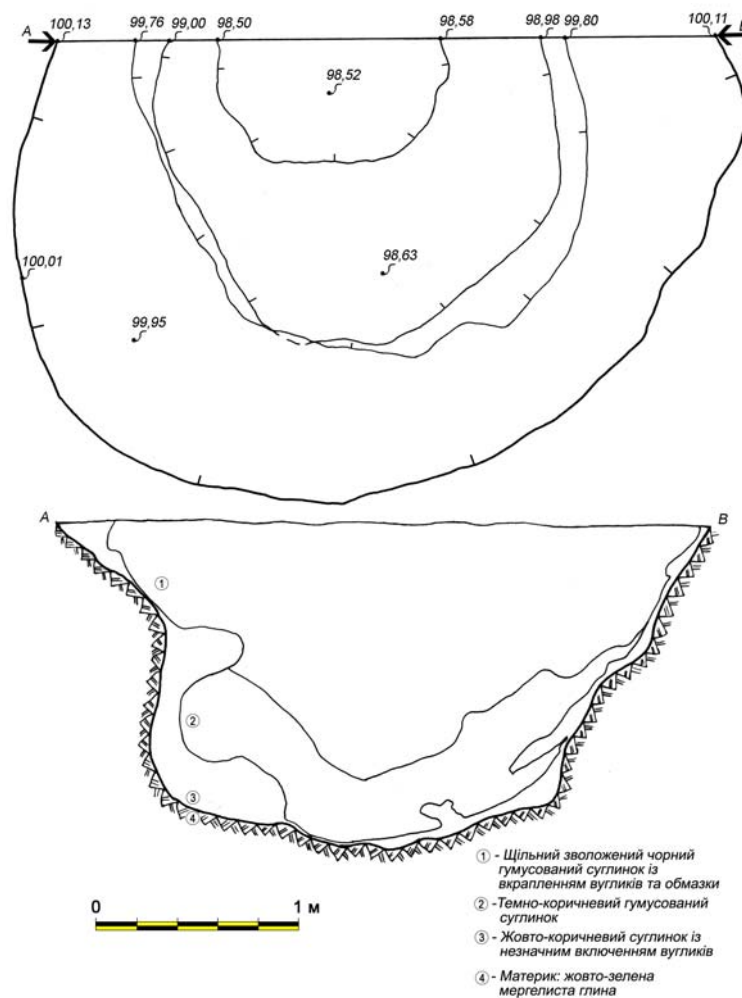 А 100,13 99,76 99,00 98,50 98,58 98,98 99,80 100,11
98,52
98,63
100,01
99,95
А В
1
2
3
4
0 1 м
1 - Щільний зволожений чорний
гумусований суглинок із
вкрапленням вугликів та обмазки
2 -Темно-коричневий гумусований
суглинок
3 - Жовто-коричневий суглинок із
незначним включенням вугликів
4 - Материк: жовто-зелена
мергелиста глина